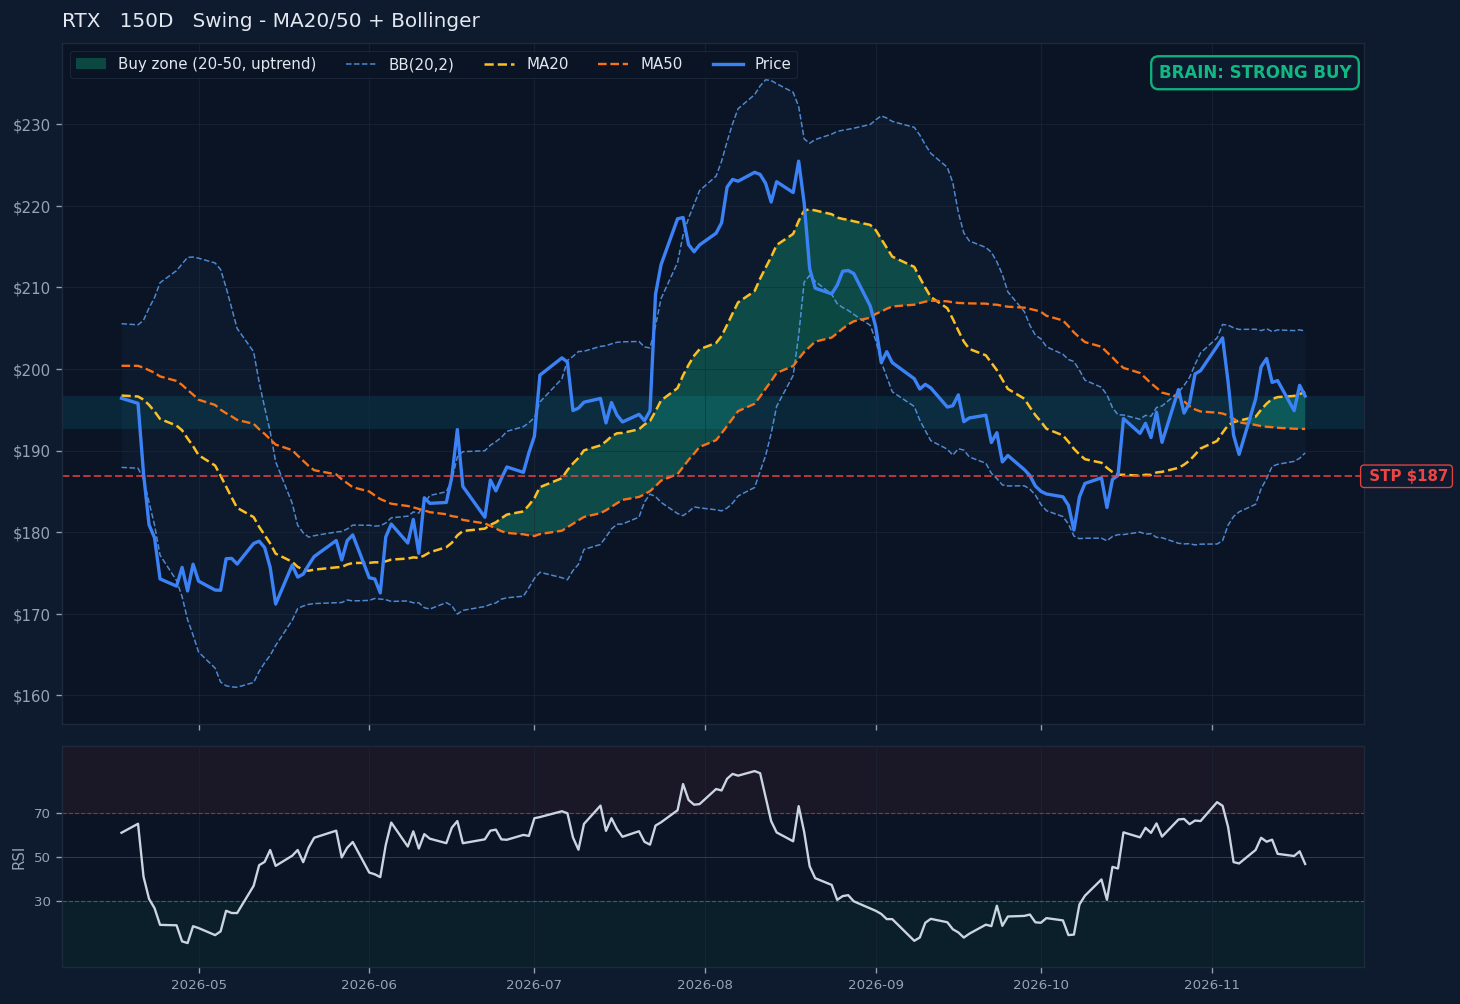 RTX   150D   Swing - MA20/50 + Bollinger
Buy zone (20-50, uptrend)   BB(20,2)   MA20   MA50   Price
BRAIN: STRONG BUY
$230
$220
$210
$200
$190
STP $187
$180
$170
$160
70
50
30
RSI
2026-05   2026-06   2026-07   2026-08   2026-09   2026-10   2026-11